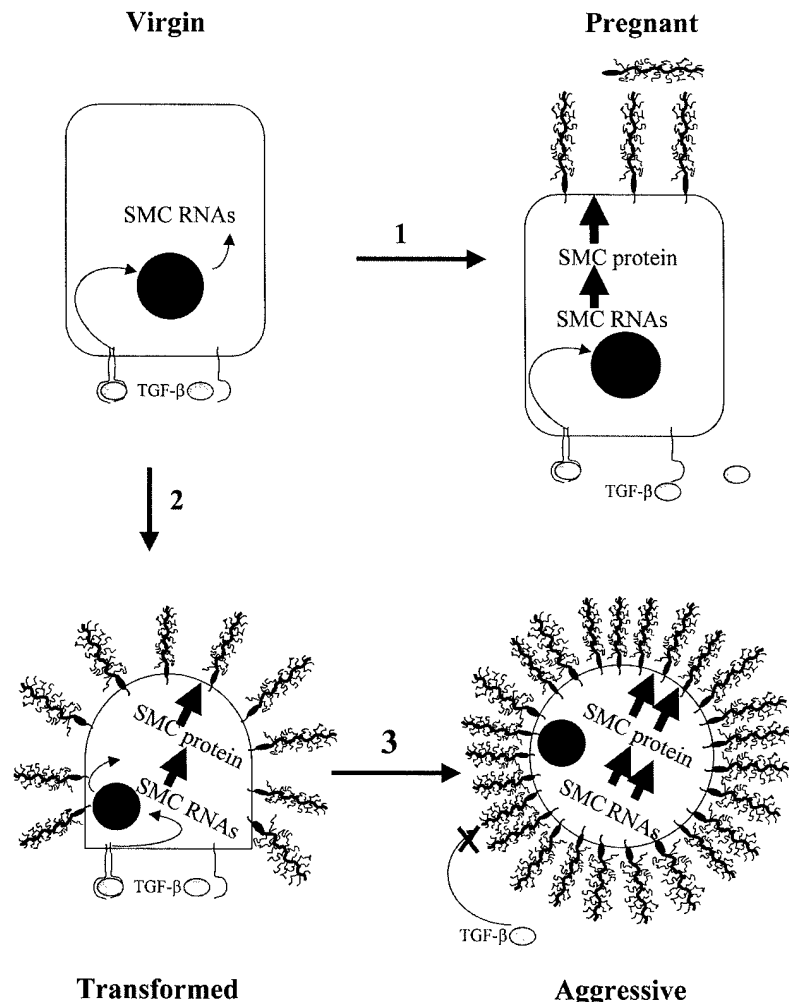 Virgin
Pregnant
SMC RNAs
TGF-β
1
SMC protein
SMC RNAs
TGF-β
2
SMC protein
SMC RNAs
TGF-β
3
SMC protein
SMC RNAs
TGF-β
Transformed
Aggressive